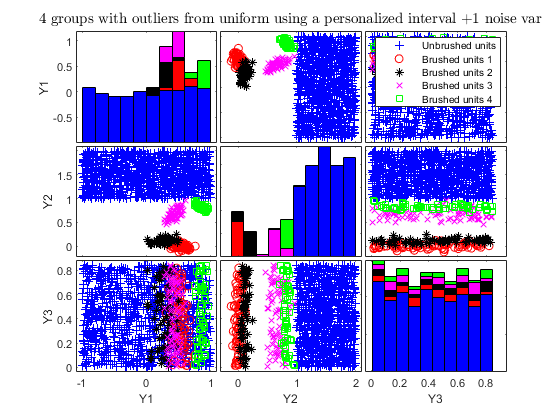 4 groups with outliers from uniform using a personalized interval +1 noise var
Y1
1
0.5
0
-0.5
Unbrushed units
Brushed units 1
Brushed units 2
Brushed units 3
Brushed units 4
Y2
1.5
1
0.5
0
Y3
0.8
0.6
0.4
0.2
0
-1 0 1 0 1 2 0 0.2 0.4 0.6 0.8
Y1 Y2 Y3